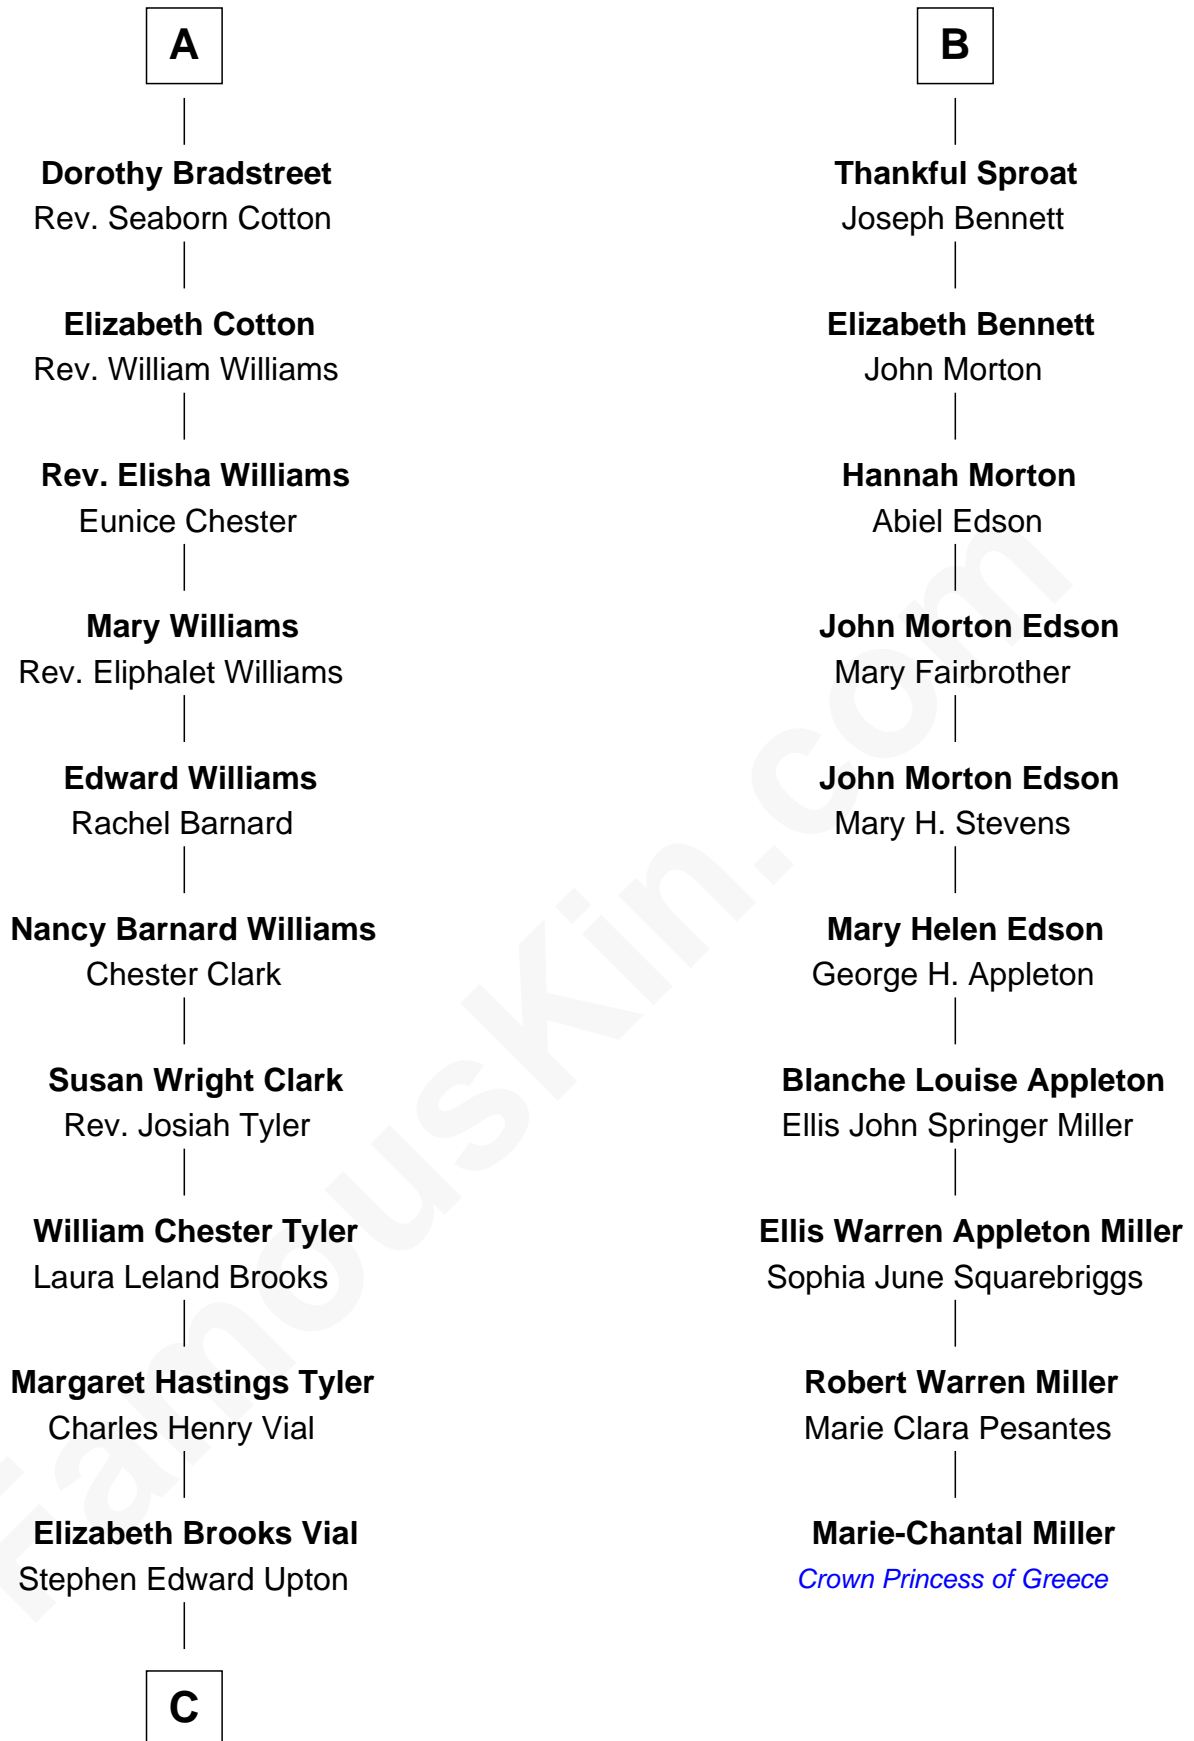 A
Dorothy Bradstreet
Rev. Seaborn Cotton
Elizabeth Cotton
Rev. William Williams
Rev. Elisha Williams
Eunice Chester
Mary Williams
Rev. Eliphalet Williams
Edward Williams
Rachel Barnard
Nancy Barnard Williams
Chester Clark
Susan Wright Clark
Rev. Josiah Tyler
William Chester Tyler
Laura Leland Brooks
Margaret Hastings Tyler
Charles Henry Vial
Elizabeth Brooks Vial
Stephen Edward Upton
C
B
Thankful Sproat
Joseph Bennett
Elizabeth Bennett
John Morton
Hannah Morton
Abiel Edson
John Morton Edson
Mary Fairbrother
John Morton Edson
Mary H. Stevens
Mary Helen Edson
George H. Appleton
Blanche Louise Appleton
Ellis John Springer Miller
Ellis Warren Appleton Miller
Sophia June Squarebriggs
Robert Warren Miller
Marie Clara Pesantes
Marie-Chantal Miller
Crown Princess of Greece
FamousKin.com